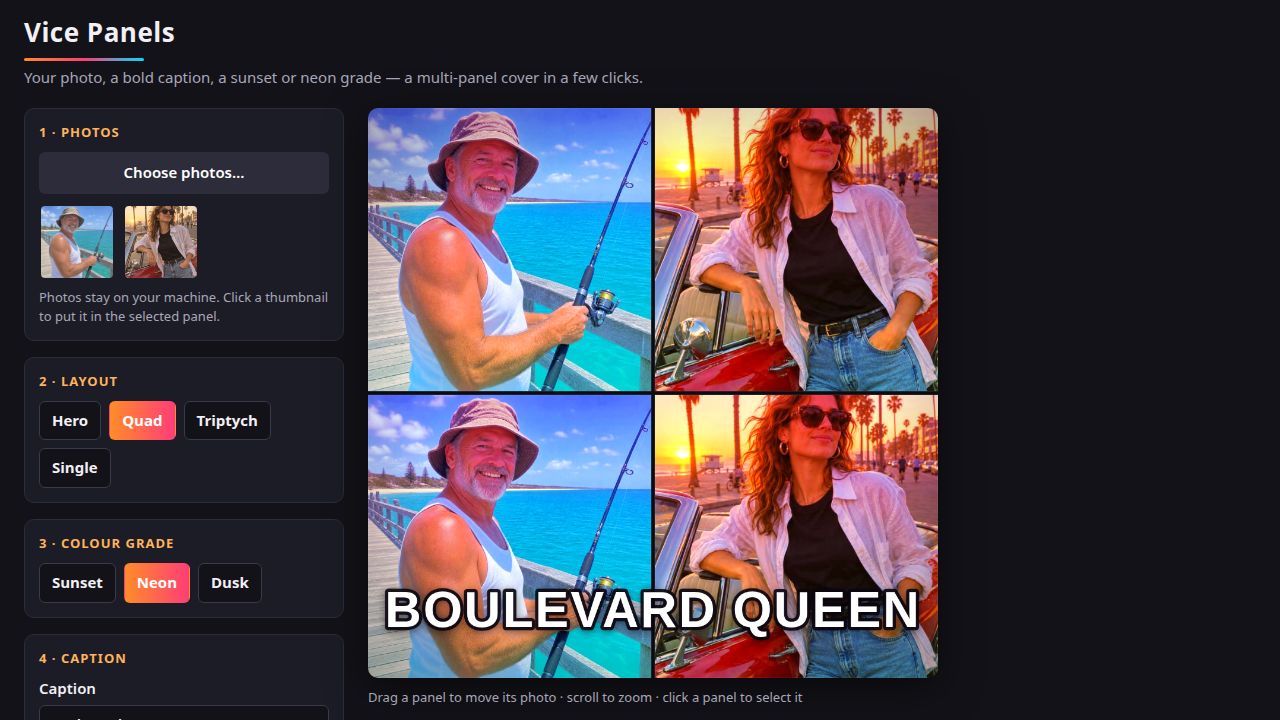 Vice Panels
Your photo, a bold caption, a sunset or neon grade — a multi-panel cover in a few clicks.
1 · PHOTOS
Choose photos...
Photos stay on your machine. Click a thumbnail
to put it in the selected panel.
2 · LAYOUT
Hero
Quad
Triptych
Single
3 · COLOUR GRADE
Sunset
Neon
Dusk
4 · CAPTION
Caption
BOULEVARD QUEEN
Drag a panel to move its photo · scroll to zoom · click a panel to select it